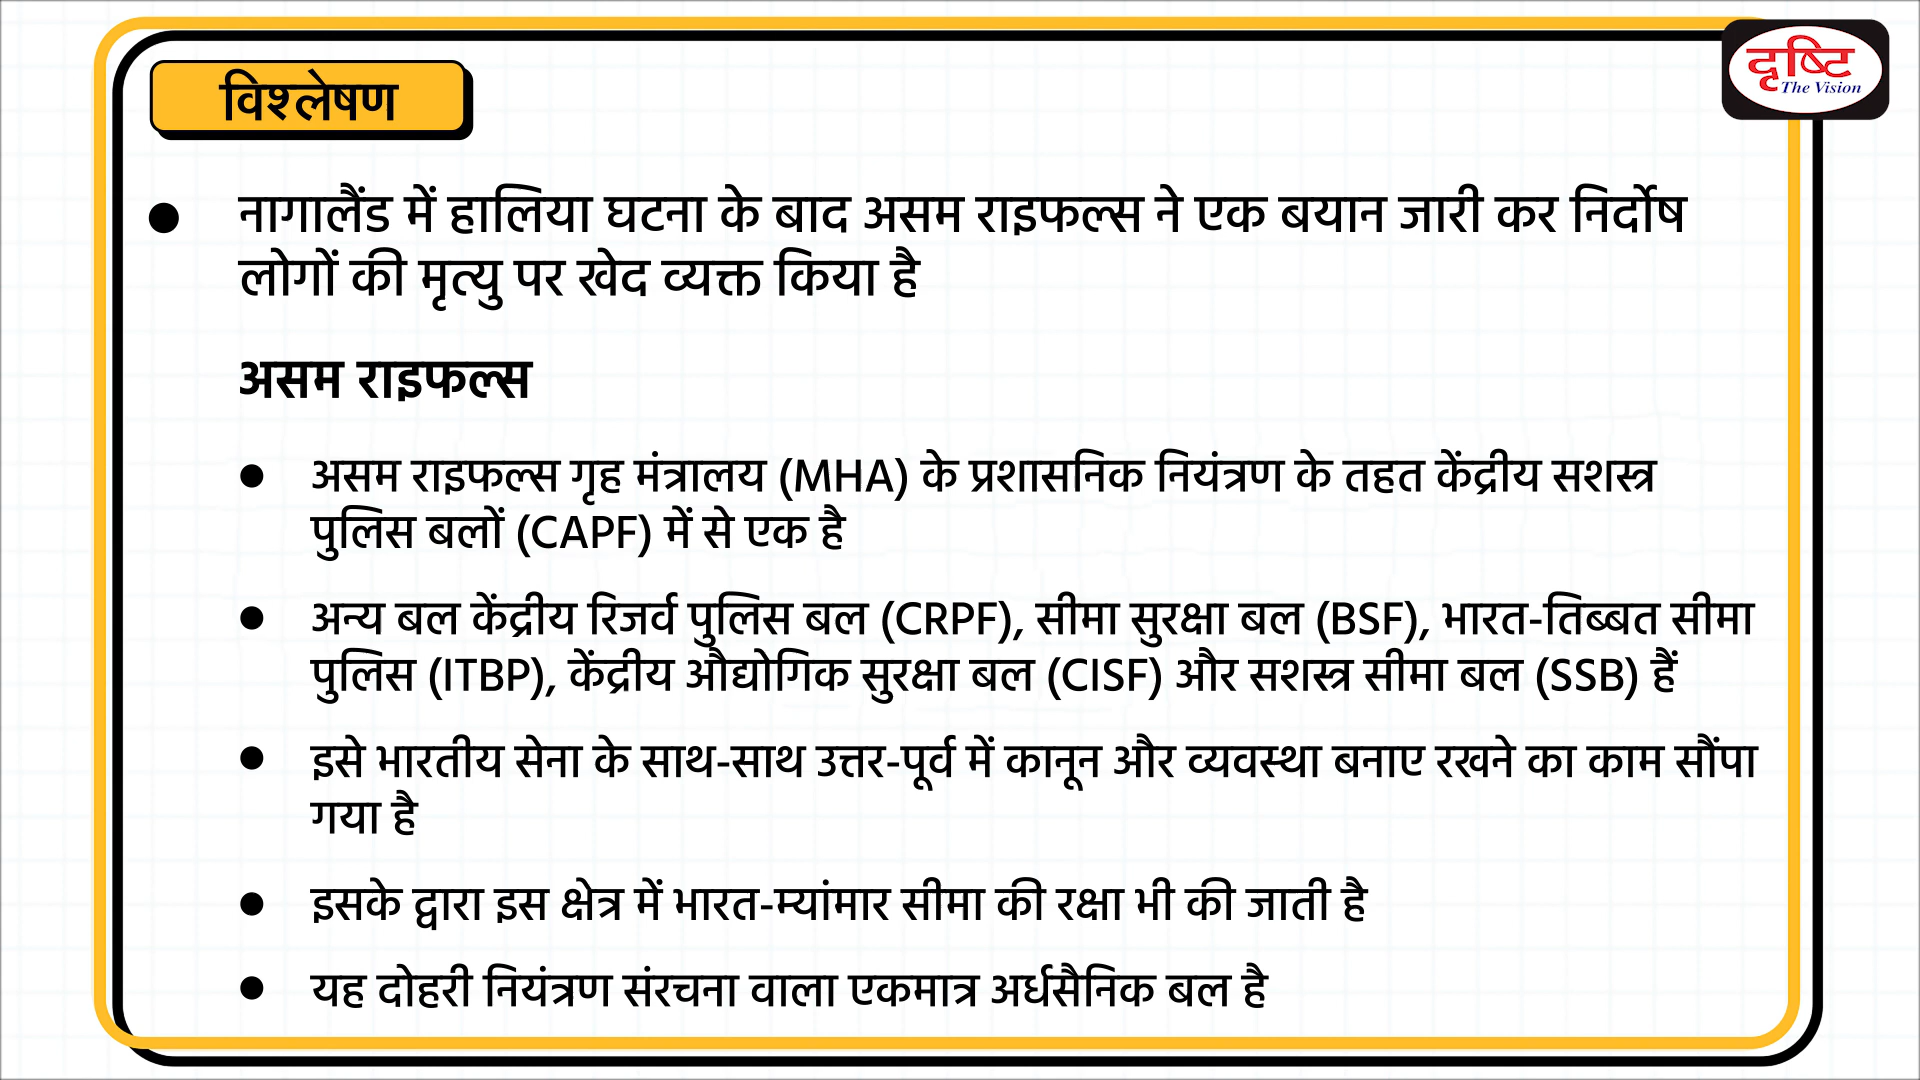 विश्लेषण
दृष्टि
The Vision
● नागालैंड में हालिया घटना के बाद असम राइफल्स ने एक बयान जारी कर निर्दोष
लोगों की मृत्यु पर खेद व्यक्त किया है
असम राइफल्स
● असम राइफल्स गृह मंत्रालय (MHA) के प्रशासनिक नियंत्रण के तहत केंद्रीय सशस्त्र
पुलिस बलों (CAPF) में से एक है
● अन्य बल केंद्रीय रिजर्व पुलिस बल (CRPF), सीमा सुरक्षा बल (BSF), भारत-तिब्बत सीमा
पुलिस (ITBP), केंद्रीय औद्योगिक सुरक्षा बल (CISF) और सशस्त्र सीमा बल (SSB) हैं
● इसे भारतीय सेना के साथ-साथ उत्तर-पूर्व में कानून और व्यवस्था बनाए रखने का काम सौंपा
गया है
● इसके द्वारा इस क्षेत्र में भारत-म्यांमार सीमा की रक्षा भी की जाती है
● यह दोहरी नियंत्रण संरचना वाला एकमात्र अर्धसैनिक बल है